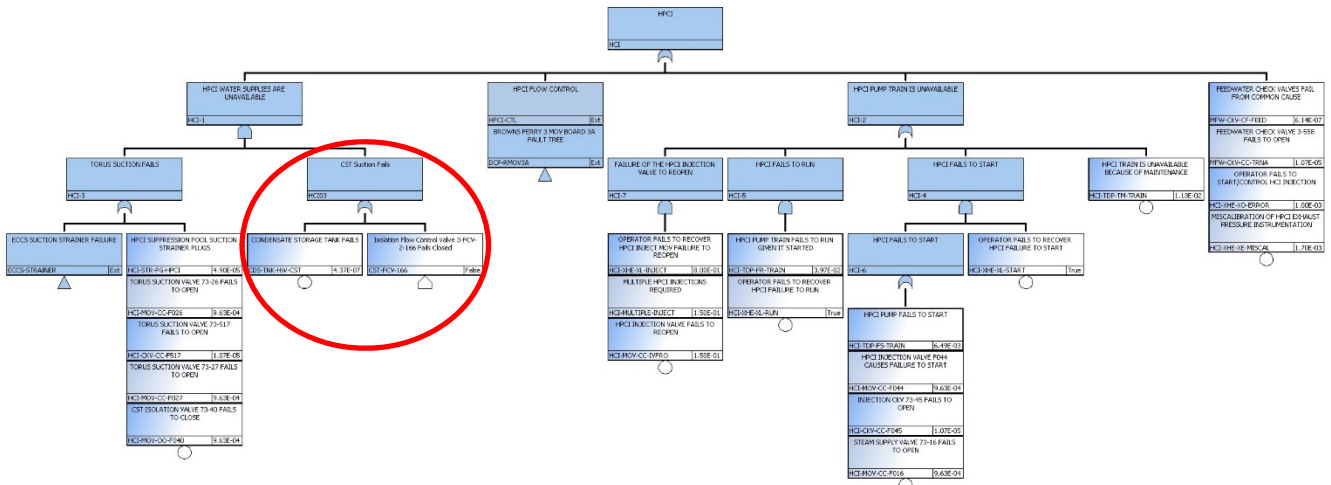 HPCI
HCI
HPCI WATER SUPPLIES ARE
UNAVAILABLE
HCI-1
HPCI FLOW CONTROL
HPCI-CTL Ext
BROWNS FERRY 3 MOV BOARD 3A
FAULT TREE
DCP-RMOV3A Ext
HPCI PUMP TRAIN IS UNAVAILABLE
HCI-2
FEEDWATER CHECK VALVES FAIL
FROM COMMON CAUSE
MFW-CKV-CF-FEED 6.14E-07
FEEDWATER CHECK VALVE 3-558
FAILS TO OPEN
MFW-CKV-CC-TRNA 1.07E-05
OPERATOR FAILS TO
START/CONTROL HCI INJECTION
HCI-XHE-XO-ERROR 1.00E-03
MISCALIBRATION OF HPCI EXHAUST
PRESSURE INSTRUMENTATION
HCI-XHE-XE-MISCAL 1.70E-03
TORUS SUCTION FAILS
HCI-3
CST Suction Fails
HCI03
FAILURE OF THE HPCI INJECTION
VALVE TO REOPEN
HCI-7
HPCI FAILS TO RUN
HCI-5
HPCI FAILS TO START
HCI-4
HPCI TRAIN IS UNAVAILABLE
BECAUSE OF MAINTENANCE
HCI-TDP-TM-TRAIN 1.13E-02
ECCS SUCTION STRAINER FAILURE
ECCS-STRAINER Ext
HPCI SUPPRESSION POOL SUCTION
STRAINER PLUGS
HCI-STR-PG-HPCI 4.90E-05
TORUS SUCTION VALVE 73-26 FAILS
TO OPEN
HCI-MOV-CC-F026 9.63E-04
TORUS SUCTION VALVE 73-517
FAILS TO OPEN
HCI-CKV-CC-F517 1.07E-05
TORUS SUCTION VALVE 73-27 FAILS
TO OPEN
HCI-MOV-CC-F027 9.63E-04
CST ISOLATION VALVE 73-40 FAILS
TO CLOSE
HCI-MOV-OO-F040 9.63E-04
CONDENSATE STORAGE TANK FAILS
CDS-TNK-HW-CST 4.37E-07
Isolation Flow Control Valve 3-FCV-
2-166 Fails Closed
CST-FCV-166 False
OPERATOR FAILS TO RECOVER
HPCI INJECT MOV FAILURE TO
REOPEN
HCI-XHE-XL-INJECT 8.00E-01
MULTIPLE HPCI INJECTIONS
REQUIRED
HCI-MULTIPLE-INJECT 1.50E-01
HPCI INJECTION VALVE FAILS TO
REOPEN
HCI-MOV-CC-IVFRO 1.50E-01
HPCI PUMP TRAIN FAILS TO RUN
GIVEN IT STARTED
HCI-TDP-FR-TRAIN 3.97E-02
OPERATOR FAILS TO RECOVER
HPCI FAILURE TO RUN
HCI-XHE-XL-RUN True
HPCI FAILS TO START
HCI-6
OPERATOR FAILS TO RECOVER
HPCI FAILURE TO START
HCI-XHE-XL-START True
HPCI PUMP FAILS TO START
HCI-TDP-FS-TRAIN 6.49E-03
HPCI INJECTION VALVE F044
CAUSES FAILURE TO START
HCI-MOV-CC-F044 9.63E-04
INJECTION CKV 73-45 FAILS TO
OPEN
HCI-CKV-CC-F045 1.07E-05
STEAM SUPPLY VALVE 73-16 FAILS
TO OPEN
HCI-MOV-CC-F016 9.63E-04